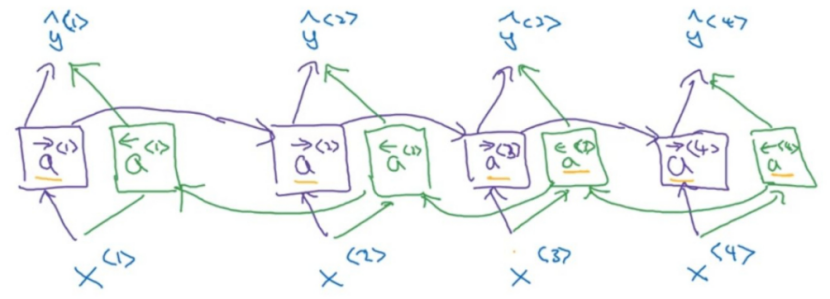 ŷ<1> ŷ<2> ŷ<3> ŷ<4>
→a<1> ←a<1> →a<2> ←a<2> →a<3> ←a<3> →a<4> ←a<4>
x<1> x<2> x<3> x<4>